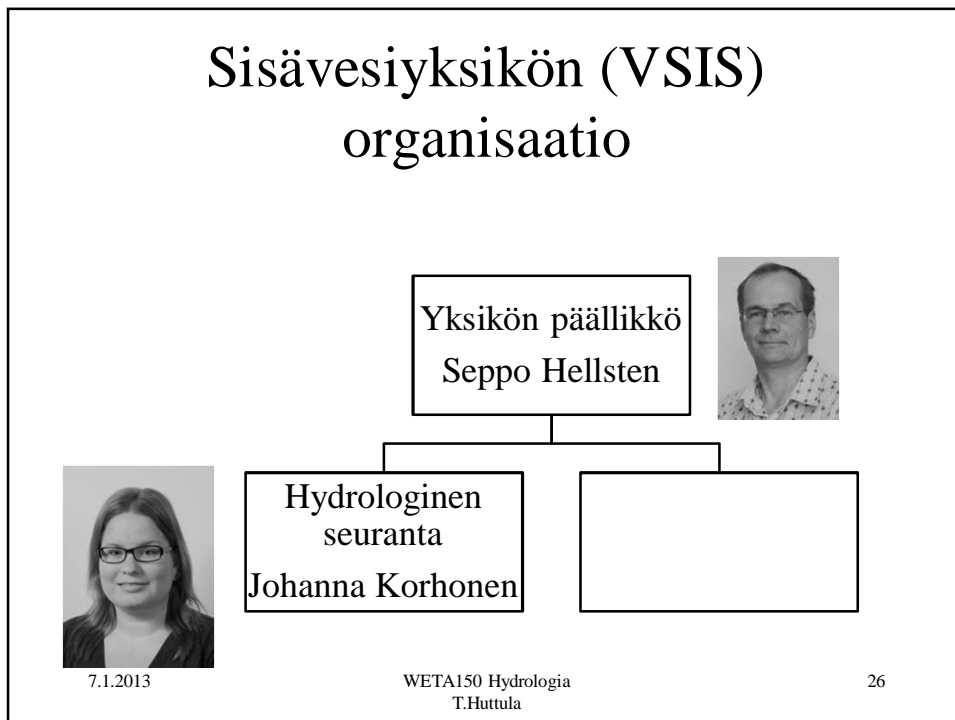 Sisävesiyksikön (VSIS)
organisaatio
Yksikön päällikkö
Seppo Hellsten
Hydrologinen
seuranta
Johanna Korhonen
7.1.2013
WETA150 Hydrologia
T.Huttula
26